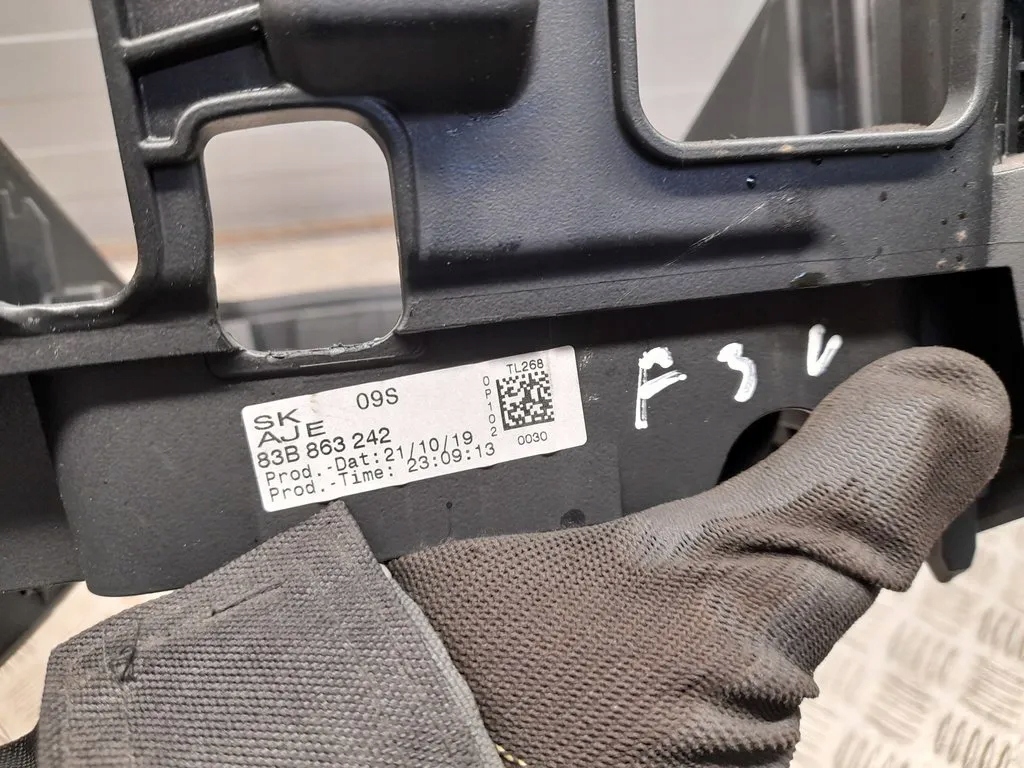 SK 09S
AJE
83B 863 242
Prod.-Dat:21/10/19
Prod.-Time: 23:09:13
OP102
TL268
0030
F3V